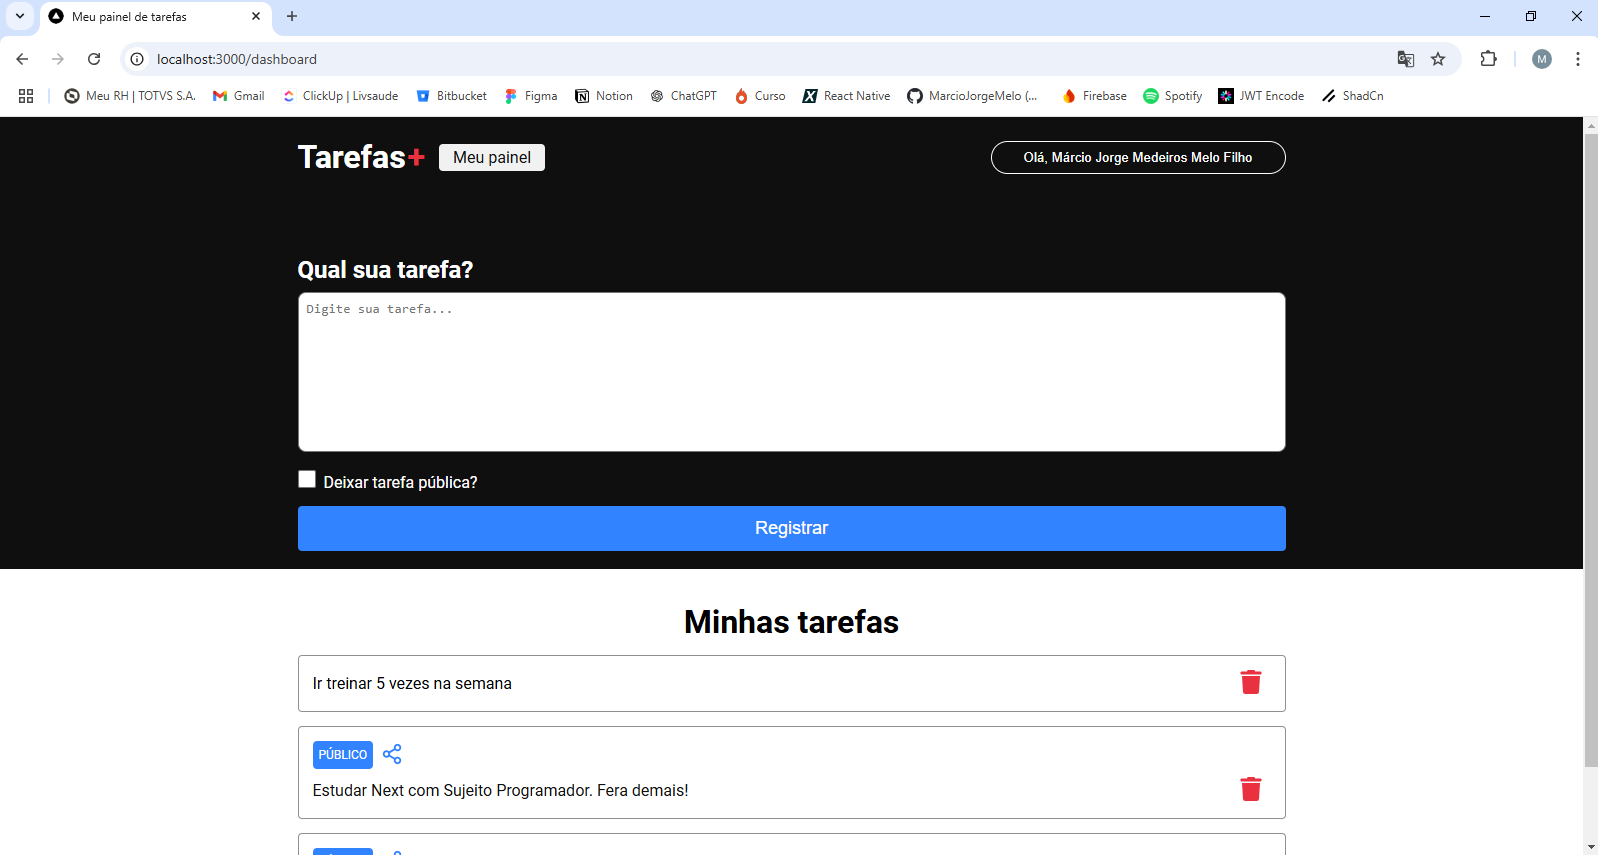 Meu painel de tarefas
localhost:3000/dashboard
M
Meu RH | TOTVS S.A.
Gmail
ClickUp | Livsaude
Bitbucket
Figma
Notion
ChatGPT
Curso
React Native
MarcioJorgeMelo (...
Firebase
Spotify
JWT Encode
ShadCn
Tarefas+
Meu painel
Olá, Márcio Jorge Medeiros Melo Filho
Qual sua tarefa?
Digite sua tarefa...
Deixar tarefa pública?
Registrar
Minhas tarefas
Ir treinar 5 vezes na semana
PÚBLICO
Estudar Next com Sujeito Programador. Fera demais!